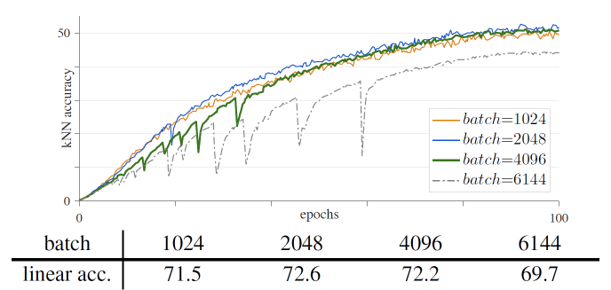 50
kNN accuracy
batch=1024
batch=2048
batch=4096
batch=6144
0
0
epochs
100
batch 1024 2048 4096 6144
linear acc. 71.5 72.6 72.2 69.7